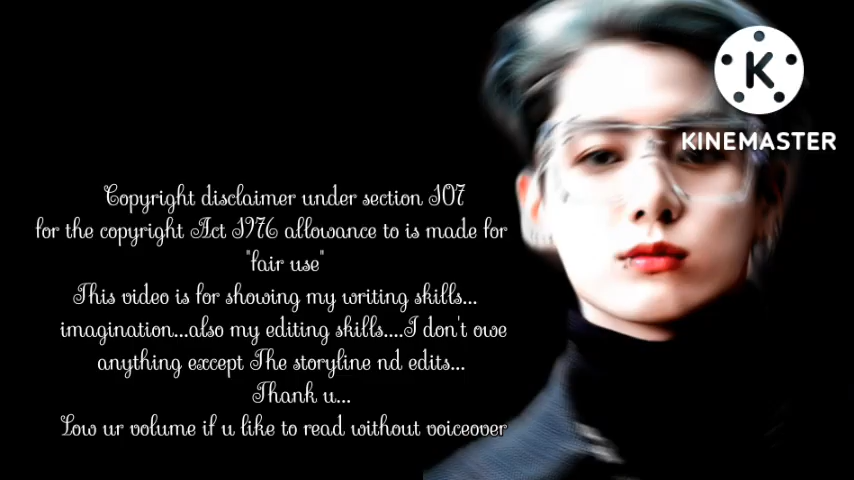 K
KINEMASTER
Copyright disclaimer under section 107
for the copyright Act 1976 allowance to is made for
"fair use"
This video is for showing my writing skills...
imagination...also my editing skills....I don't owe
anything except The storyline nd edits...
Thank u...
Low ur volume if u like to read without voiceover